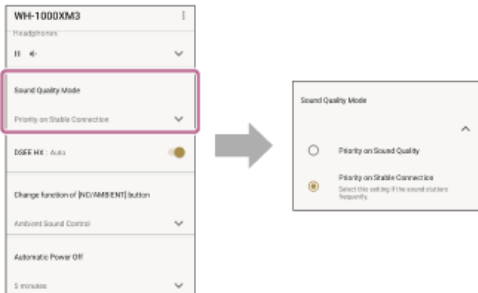 WH-1000XM3
Headphones
Sound Quality Mode
Priority on Stable Connection
DSEE HX : Auto
Change function of [NC/AMBIENT] button
Ambient Sound Control
Automatic Power Off
5 minutes
Sound Quality Mode
Priority on Sound Quality
Priority on Stable Connection
Select this setting if the sound stutters
frequently.